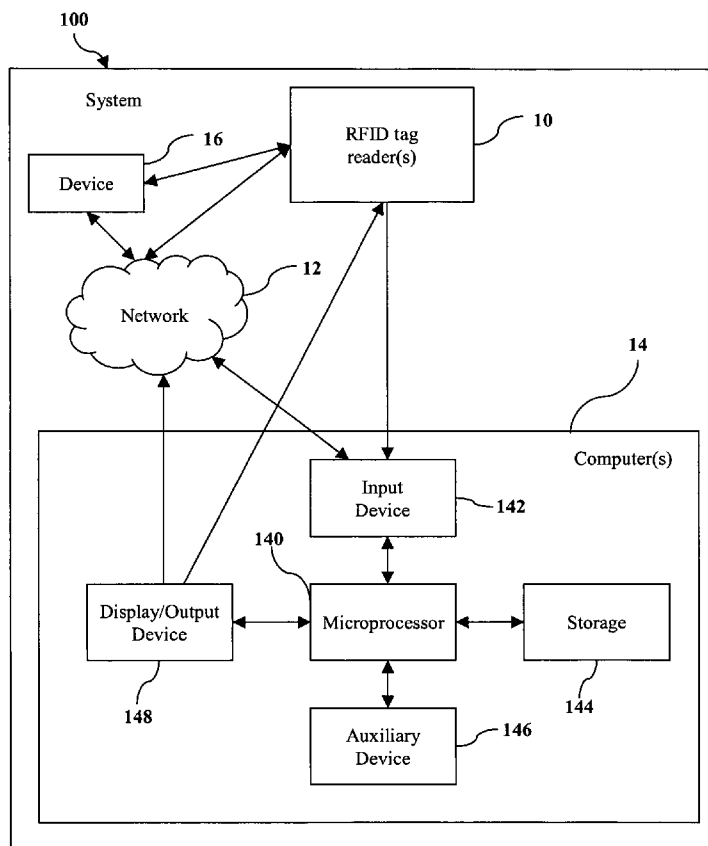 100
System
16
RFID tag
reader(s)
10
Device
12
Network
14
Computer(s)
Input
Device
142
140
Display/Output
Device
Microprocessor
Storage
148
144
Auxiliary
Device
146